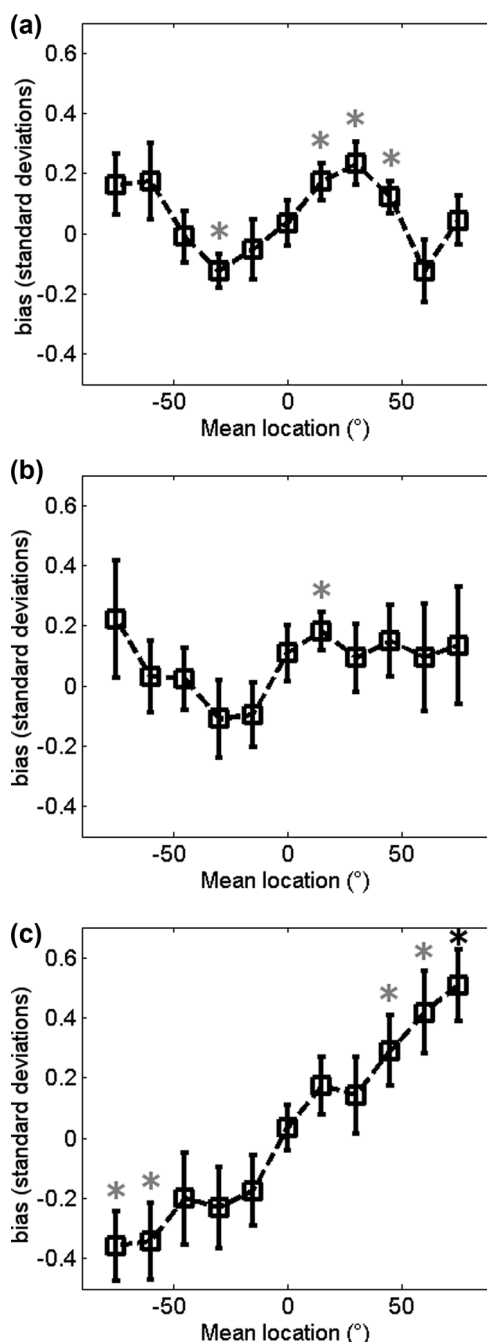 (a)
0.6
0.4
0.2
0
-0.2
-0.4
bias (standard deviations)
* * * *
-50 0 50
Mean location (°)
(b)
0.6
0.4
0.2
0
-0.2
-0.4
bias (standard deviations)
*
-50 0 50
Mean location (°)
(c)
0.6
0.4
0.2
0
-0.2
-0.4
bias (standard deviations)
* * * * *
-50 0 50
Mean location (°)